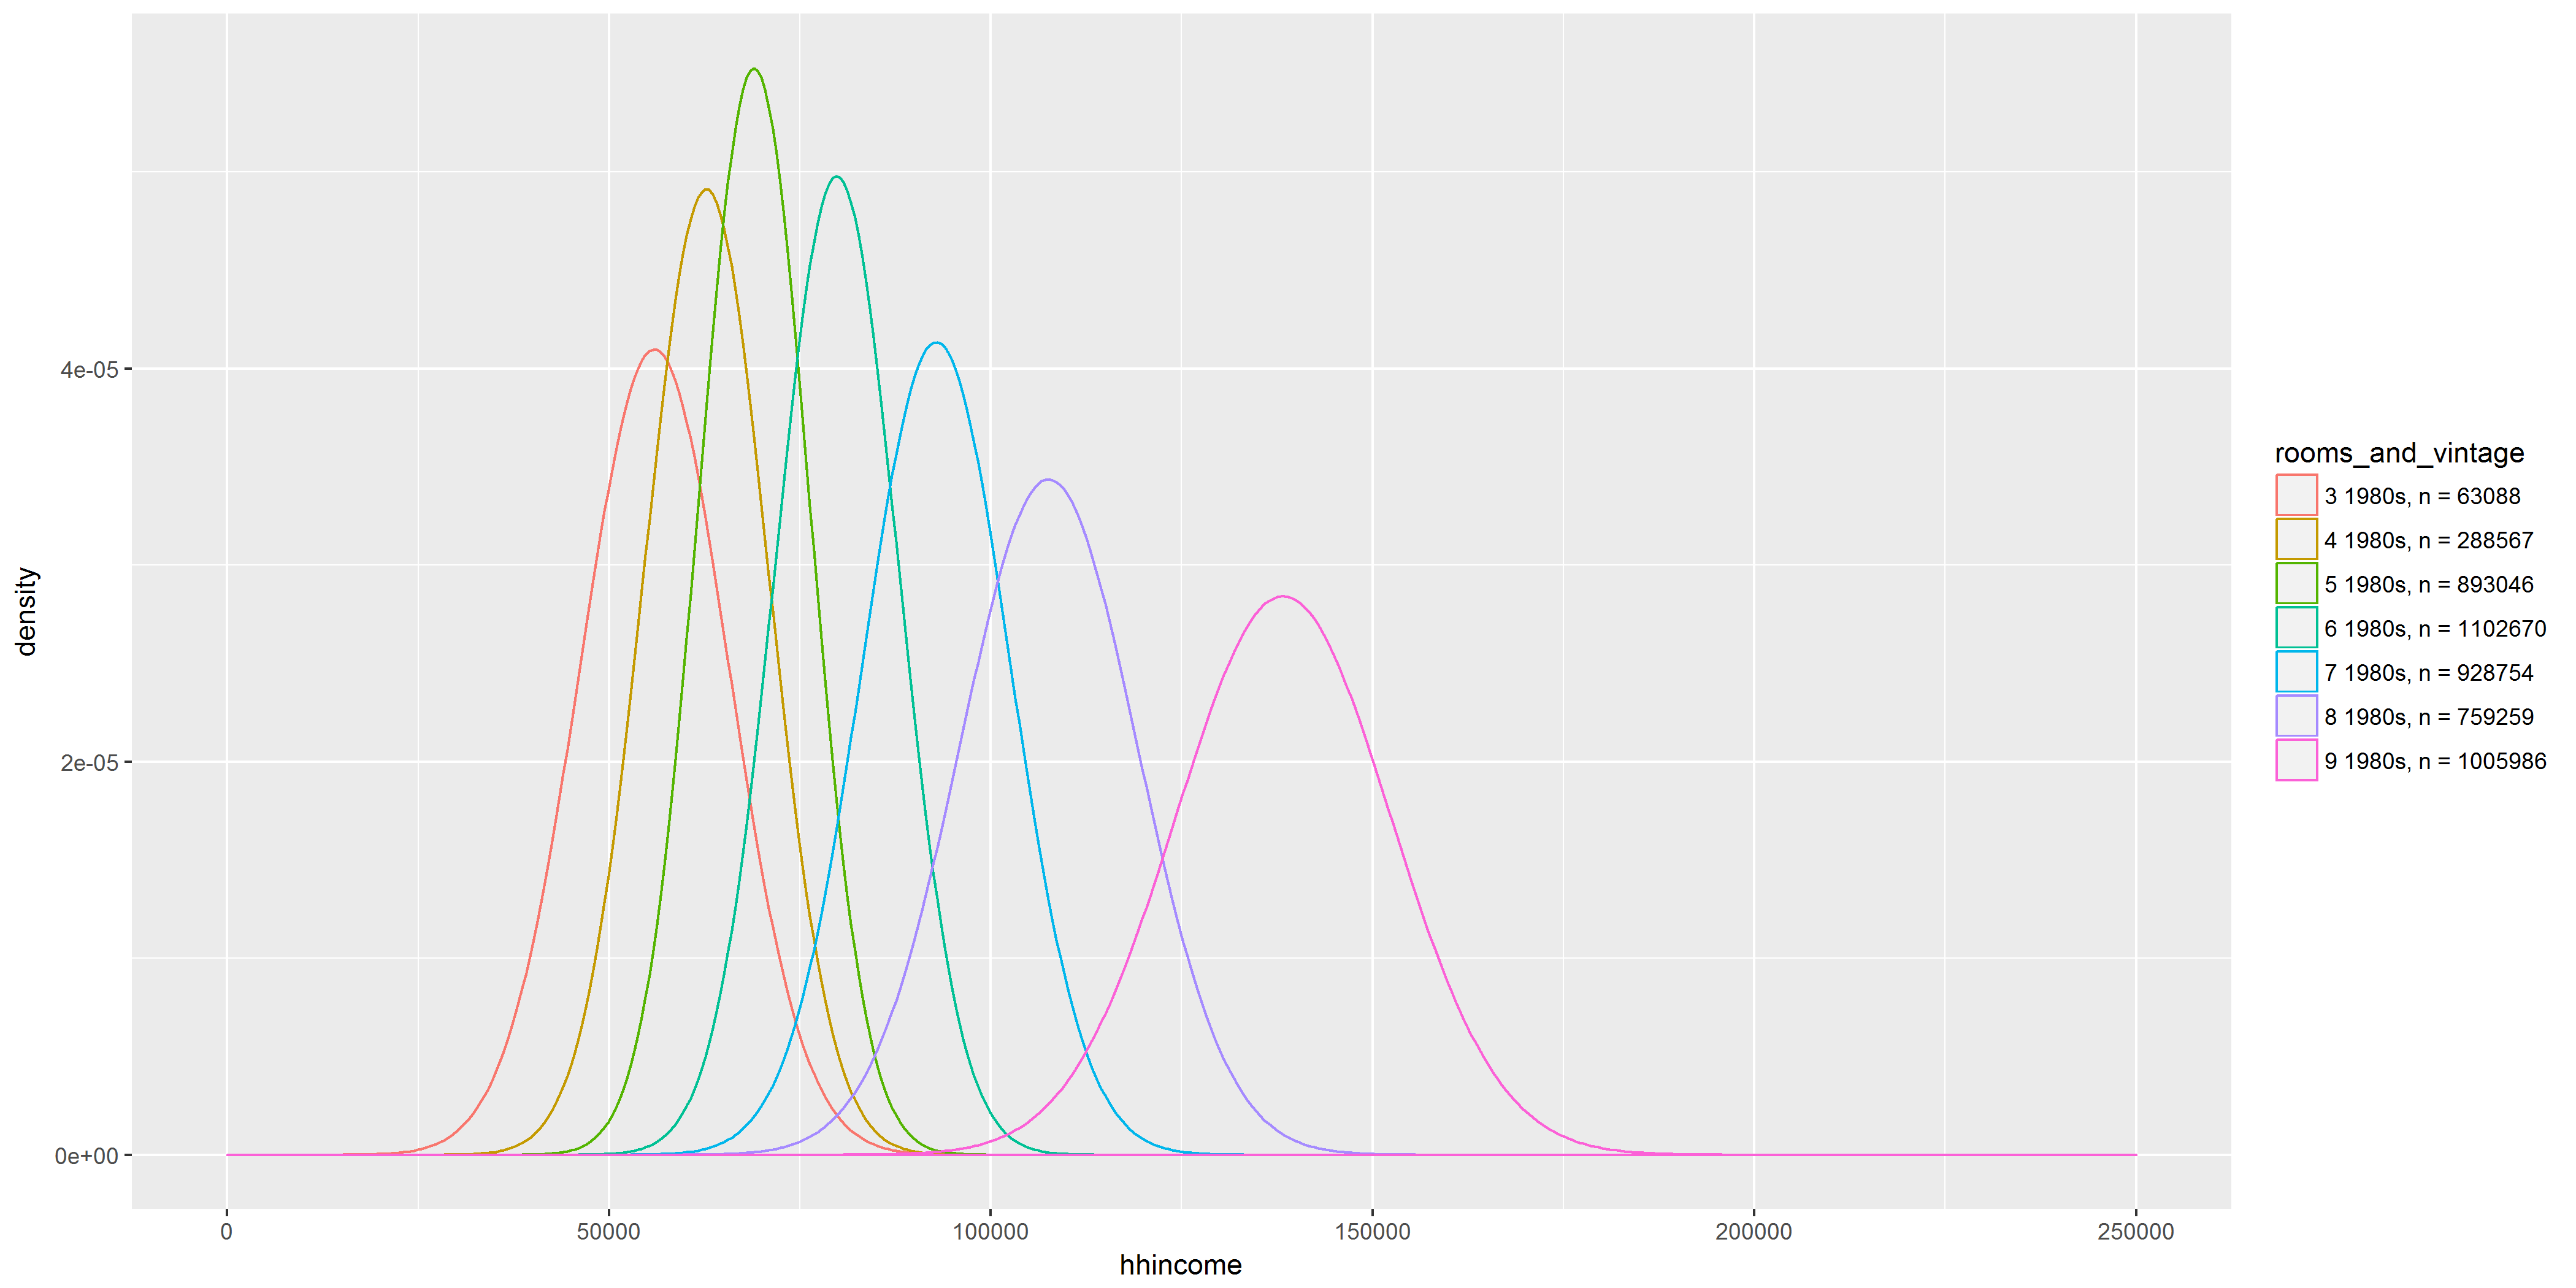 density
4e-05
2e-05
0e+00
0
50000
100000
150000
200000
250000
hhincome
rooms_and_vintage
3 1980s, n = 63088
4 1980s, n = 288567
5 1980s, n = 893046
6 1980s, n = 1102670
7 1980s, n = 928754
8 1980s, n = 759259
9 1980s, n = 1005986